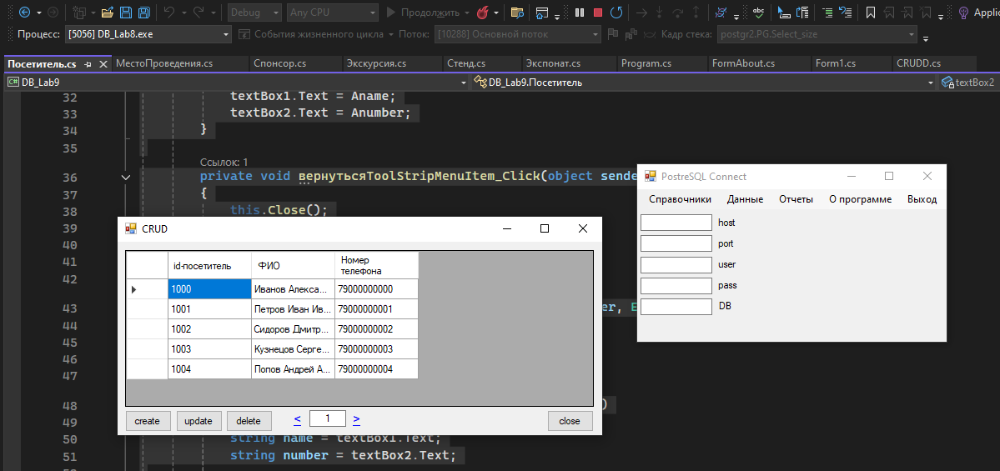 Debug Any CPU Продолжить Applic
Процесс: [5056] DB_Lab8.exe События жизненного цикла Поток: [10288] Основной поток Кадр стека: postgr2.PG.Select_size
Посетитель.cs МестоПроведения.cs Спонсор.cs Экскурсия.cs Стенд.cs Экспонат.cs Program.cs FormAbout.cs Form1.cs CRUDD.cs
C# DB_Lab9 DB_Lab9.Посетитель textBox2
32 textBox1.Text = Aname;
33 textBox2.Text = Anumber;
34 }
35
Ссылок: 1
36 private void вернутьсяToolStripMenuItem_Click(object sende
37 {
38 this.Close();
39
40
41
42
43 er, E
44
45
46
47
48 )
49
50 string name = textBox1.Text;
51 string number = textBox2.Text;
CRUD
id-посетитель ФИО Номер телефона
1000 Иванов Алекса... 79000000000
1001 Петров Иван Ив... 79000000001
1002 Сидоров Дмитр... 79000000002
1003 Кузнецов Серге... 79000000003
1004 Попов Андрей А... 79000000004
create update delete < 1 > close
PostreSQL Connect
Справочники Данные Отчеты О программе Выход
host
port
user
pass
DB